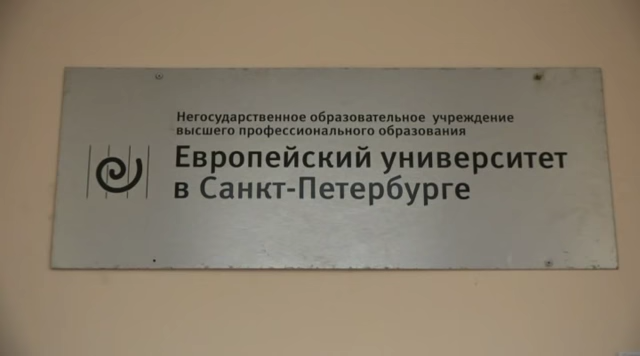 Негосударственное образовательное учреждение
высшего профессионального образования
Европейский университет
в Санкт-Петербурге